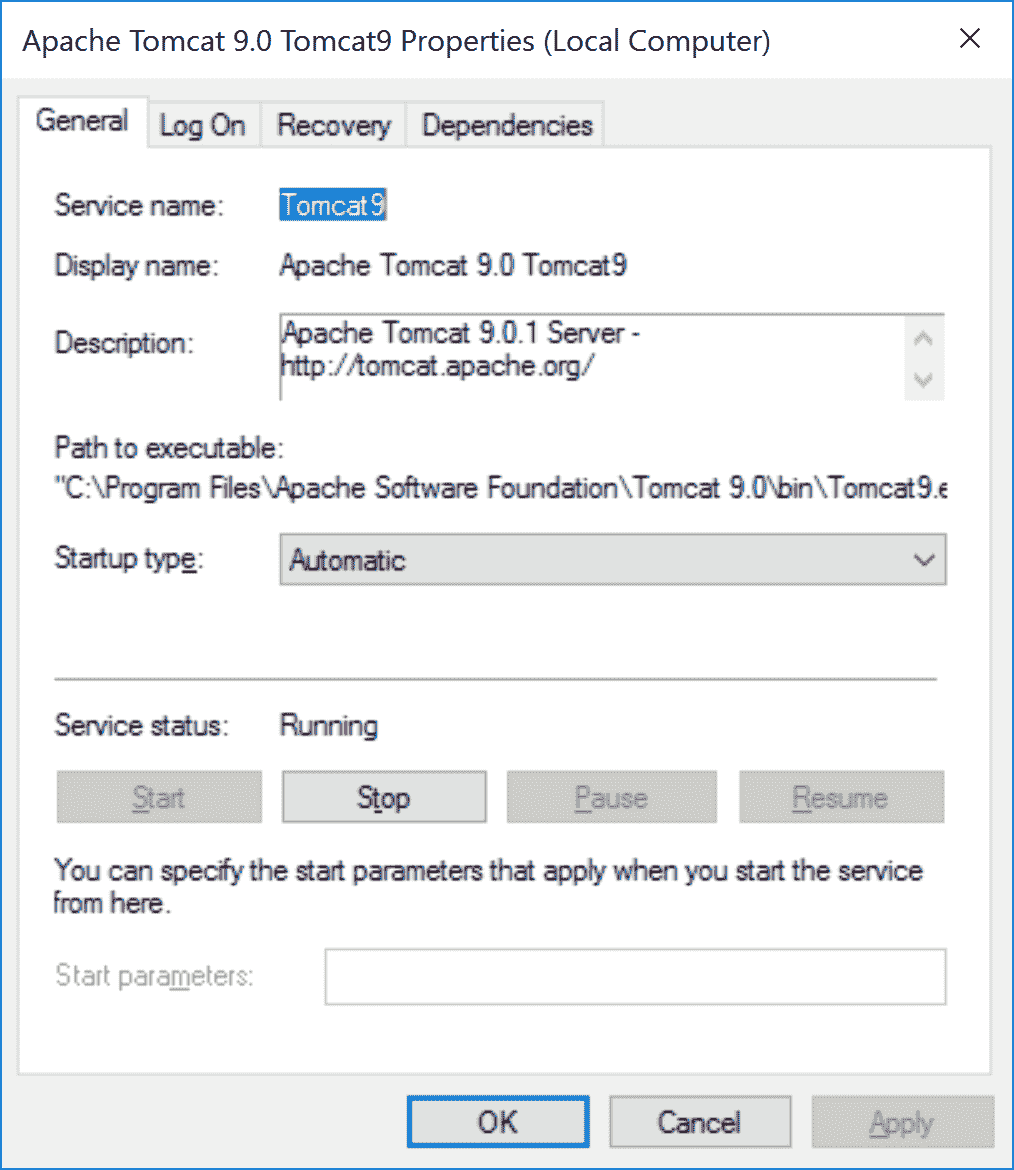 Apache Tomcat 9.0 Tomcat9 Properties (Local Computer)
General Log On Recovery Dependencies
Service name: Tomcat9
Display name: Apache Tomcat 9.0 Tomcat9
Description: Apache Tomcat 9.0.1 Server -
http://tomcat.apache.org/
Path to executable:
"C:\Program Files\Apache Software Foundation\Tomcat 9.0\bin\Tomcat9.e
Startup type: Automatic
Service status: Running
Start Stop Pause Resume
You can specify the start parameters that apply when you start the service
from here.
Start parameters:
OK Cancel Apply